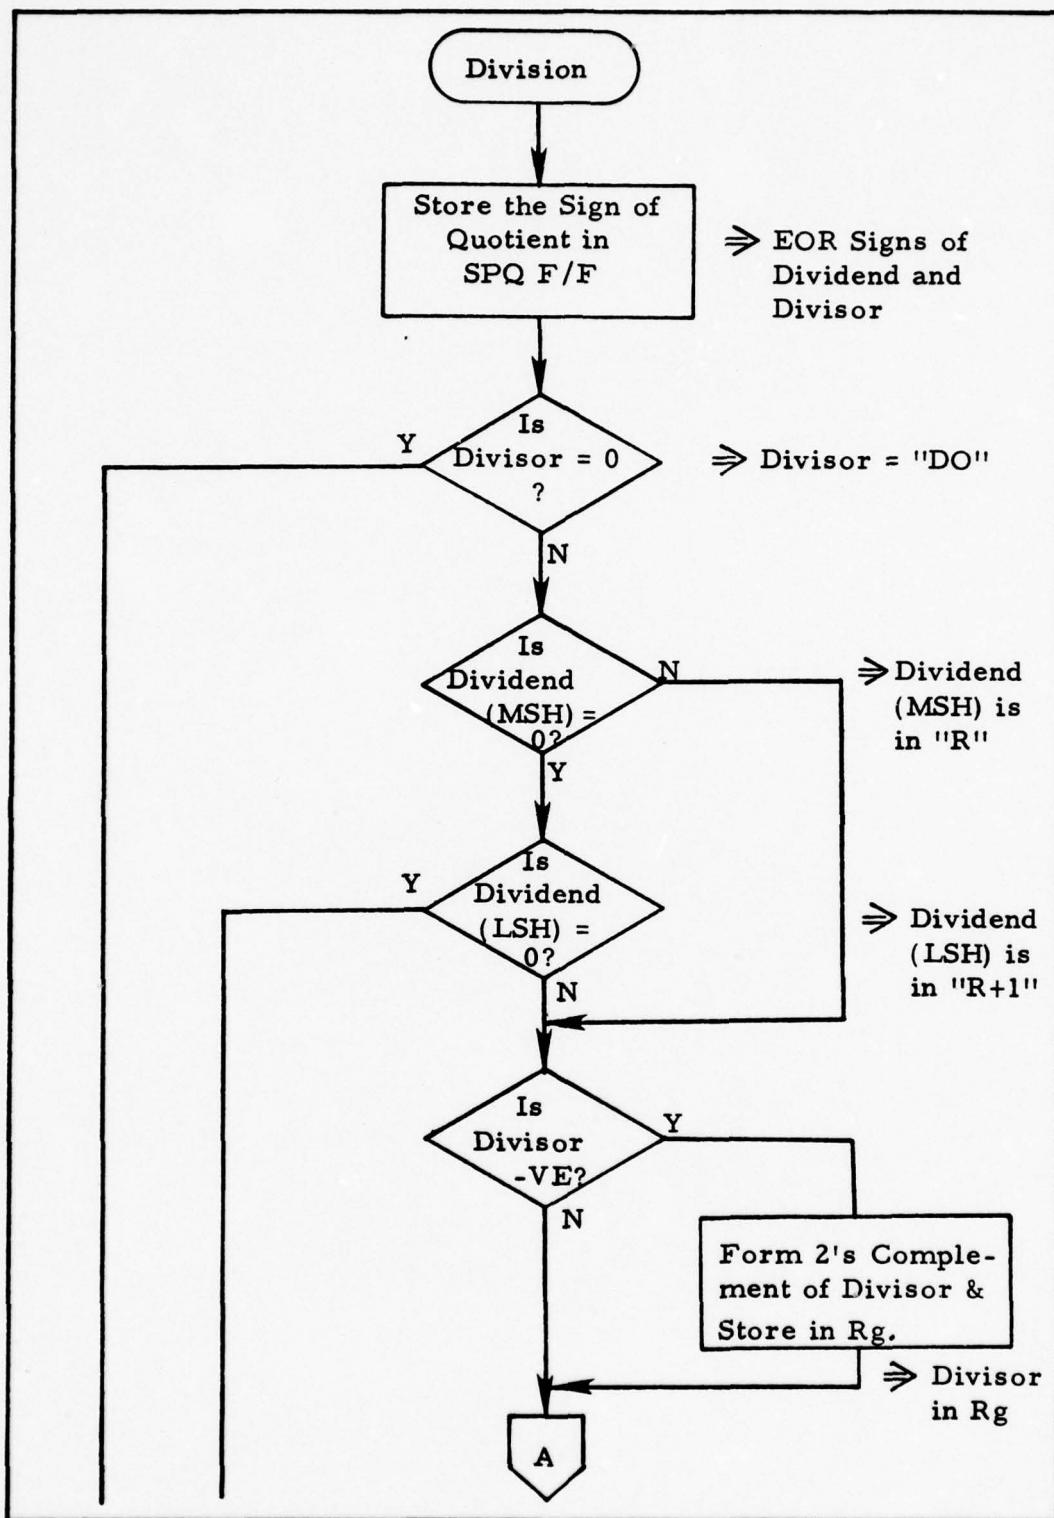 Division
Store the Sign of
Quotient in
SPQ F/F
⇒ EOR Signs of
Dividend and
Divisor
Is
Divisor = 0
?
Y
⇒ Divisor = "DO"
N
Is
Dividend
(MSH) =
0?
N
⇒ Dividend
(MSH) is
in "R"
Y
Is
Dividend
(LSH) =
0?
Y
⇒ Dividend
(LSH) is
in "R+1"
N
Is
Divisor
-VE?
Y
N
Form 2's Comple-
ment of Divisor &
Store in Rg.
⇒ Divisor
in Rg
A